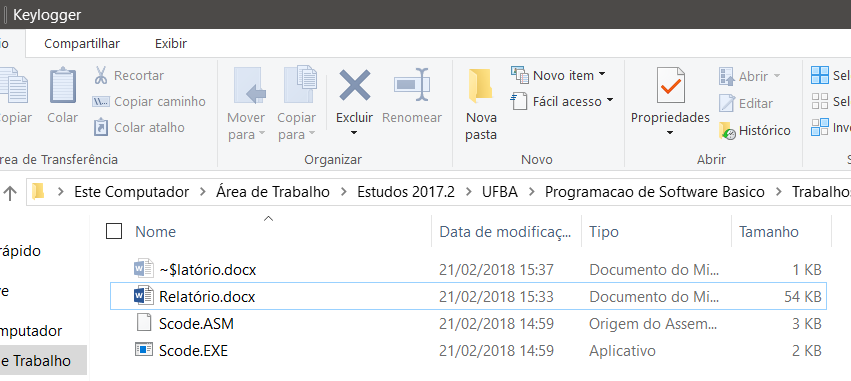 Keylogger
io Compartilhar Exibir
Copiar Colar Recortar Copiar caminho Colar atalho
Mover para Copiar para Excluir Renomear
Nova pasta Novo item Fácil acesso
Propriedades Abrir Editar Histórico
Sel
Sel
Inv
rea de Transferência Organizar Novo Abrir S
Este Computador Área de Trabalho Estudos 2017.2 UFBA Programacao de Software Basico Trabalhos
Nome Data de modificaç... Tipo Tamanho
rápido
ve
mputador
e Trabalho
~$latório.docx 21/02/2018 15:37 Documento do Mi... 1 KB
Relatório.docx 21/02/2018 15:33 Documento do Mi... 54 KB
Scode.ASM 21/02/2018 14:59 Origem do Assem... 3 KB
Scode.EXE 21/02/2018 14:59 Aplicativo 2 KB